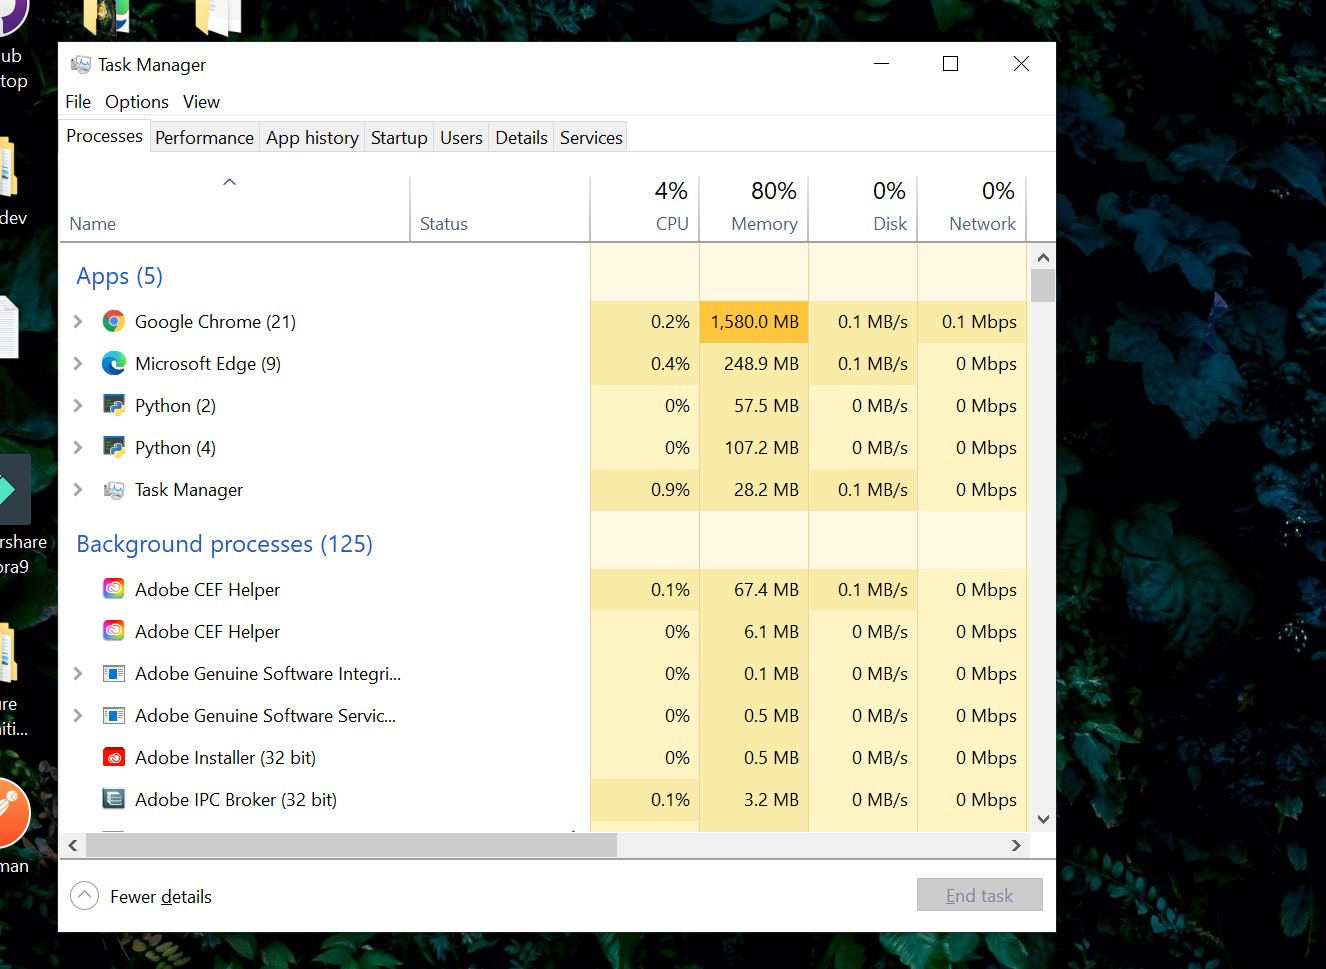 ub
top
dev
rshare
ora9
re
iti...
man
Task Manager
File Options View
Processes Performance App history Startup Users Details Services
4% 80% 0% 0%
Name Status CPU Memory Disk Network
Apps (5)
Google Chrome (21) 0.2% 1,580.0 MB 0.1 MB/s 0.1 Mbps
Microsoft Edge (9) 0.4% 248.9 MB 0.1 MB/s 0 Mbps
Python (2) 0% 57.5 MB 0 MB/s 0 Mbps
Python (4) 0% 107.2 MB 0 MB/s 0 Mbps
Task Manager 0.9% 28.2 MB 0.1 MB/s 0 Mbps
Background processes (125)
Adobe CEF Helper 0.1% 67.4 MB 0.1 MB/s 0 Mbps
Adobe CEF Helper 0% 6.1 MB 0 MB/s 0 Mbps
Adobe Genuine Software Integri... 0% 0.1 MB 0 MB/s 0 Mbps
Adobe Genuine Software Servic... 0% 0.5 MB 0 MB/s 0 Mbps
Adobe Installer (32 bit) 0% 0.5 MB 0 MB/s 0 Mbps
Adobe IPC Broker (32 bit) 0.1% 3.2 MB 0 MB/s 0 Mbps
Fewer details End task